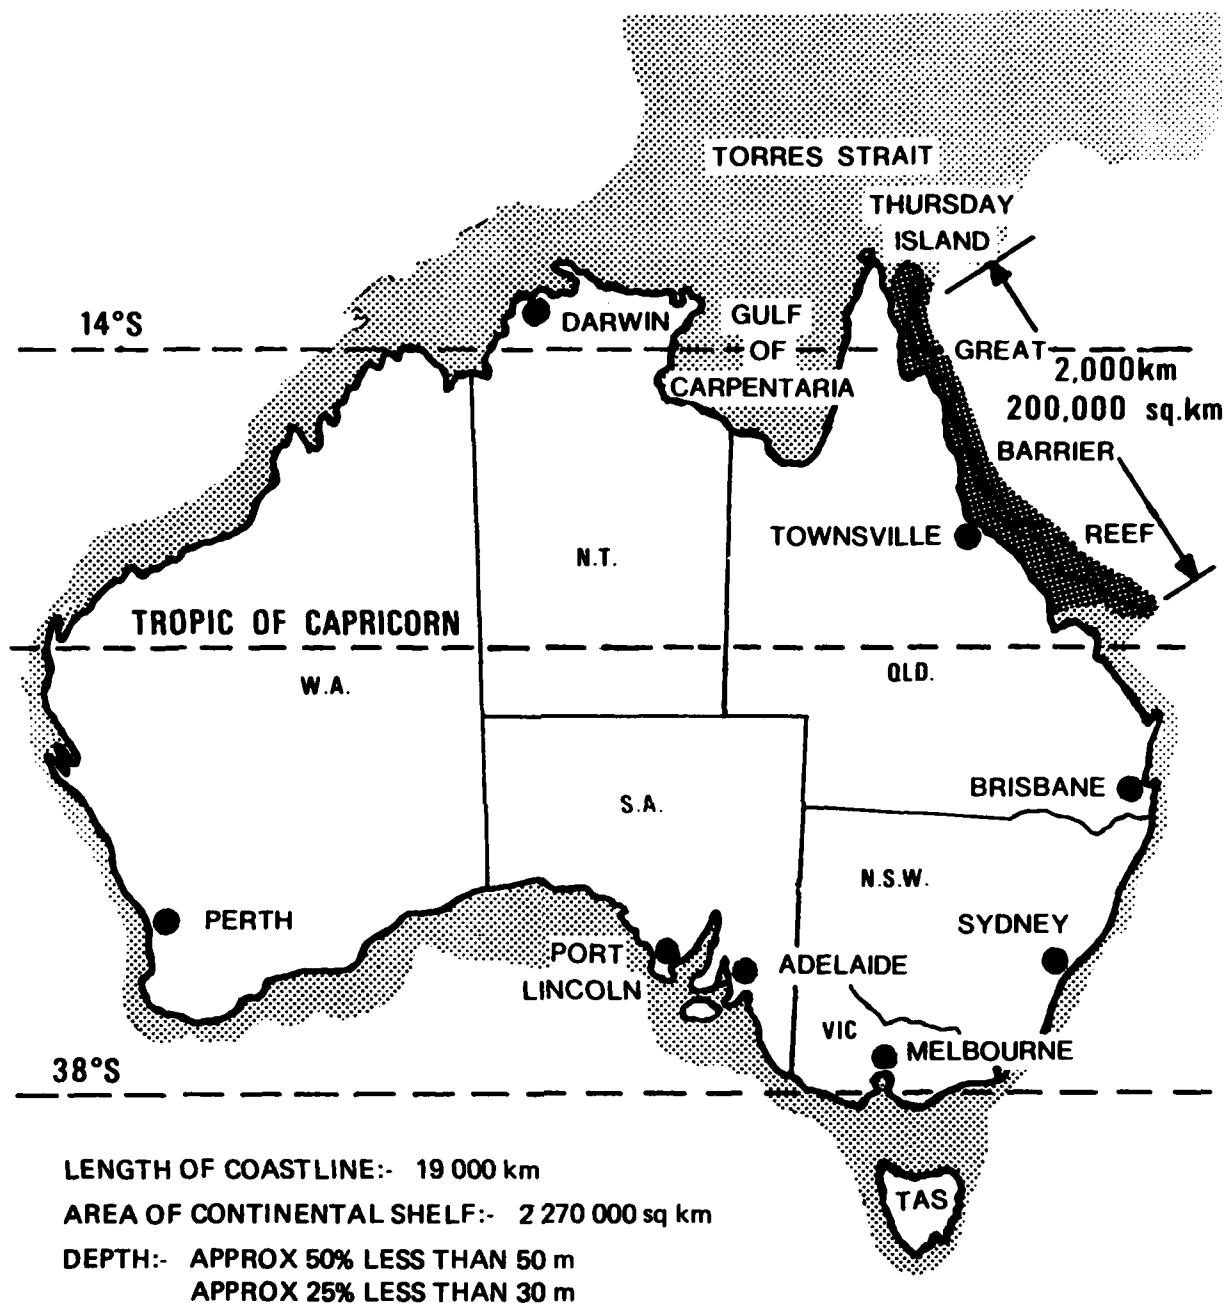 TORRES STRAIT
THURSDAY
ISLAND
14°S
DARWIN
GULF
OF
CARPENTARIA
GREAT
2,000km
200,000 sq.km
BARRIER
REEF
TOWNSVILLE
N.T.
TROPIC OF CAPRICORN
W.A.
QLD.
BRISBANE
S.A.
N.S.W.
PERTH
SYDNEY
PORT
LINCOLN
ADELAIDE
VIC
MELBOURNE
38°S
LENGTH OF COASTLINE:- 19 000 km
AREA OF CONTINENTAL SHELF:- 2 270 000 sq km
DEPTH:- APPROX 50% LESS THAN 50 m
APPROX 25% LESS THAN 30 m
TAS